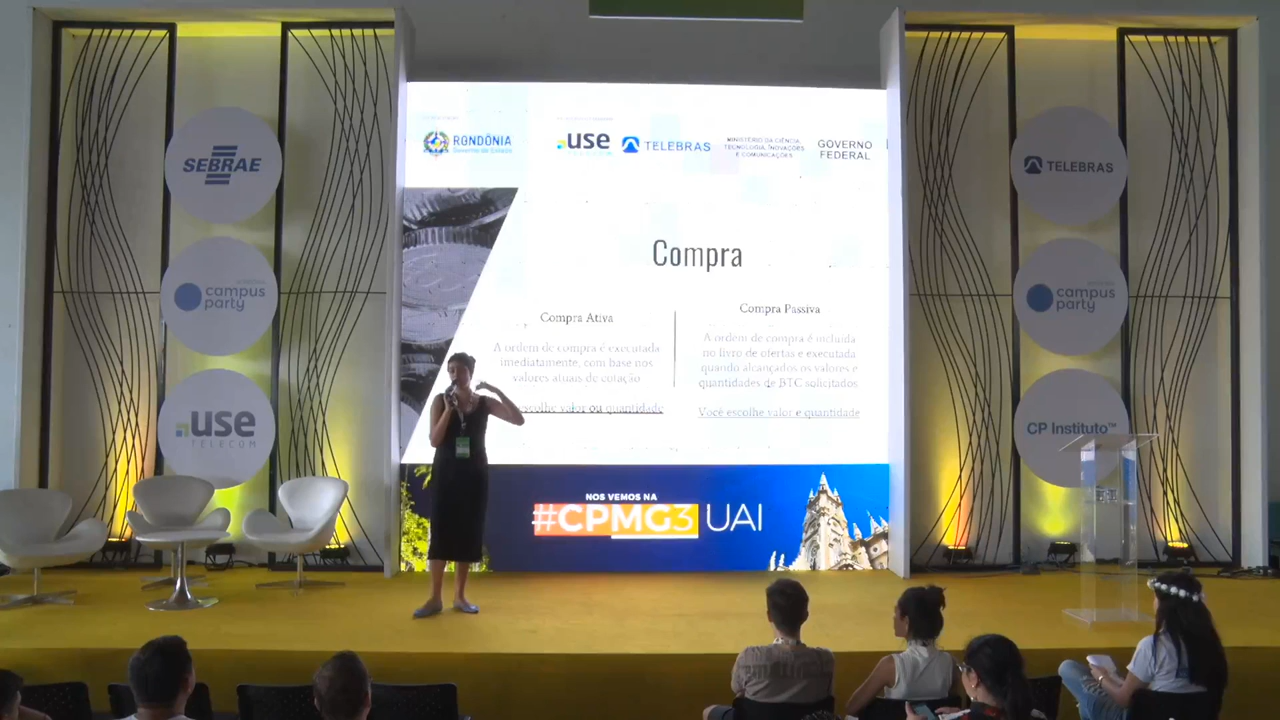 SEBRAE
campus
party
USE
TELECOM
RONDÔNIA
Governo do Estado
USE
TELECOM
TELEBRAS
MINISTÉRIO DA CIÊNCIA,
TECNOLOGIA, INOVAÇÕES
E COMUNICAÇÕES
GOVERNO
FEDERAL
Compra
Compra Ativa
A ordem de compra é executada
imediatamente, com base nos
valores atuais de cotação
escolhe valor ou quantidade
Compra Passiva
A ordem de compra é incluída
no livro de ofertas e executada
quando alcançados os valores e
quantidades de BTC solicitados
Você escolhe valor e quantidade
NOS VEMOS NA
#CPMG3 UAI
TELEBRAS
campus
party
CP Instituto™